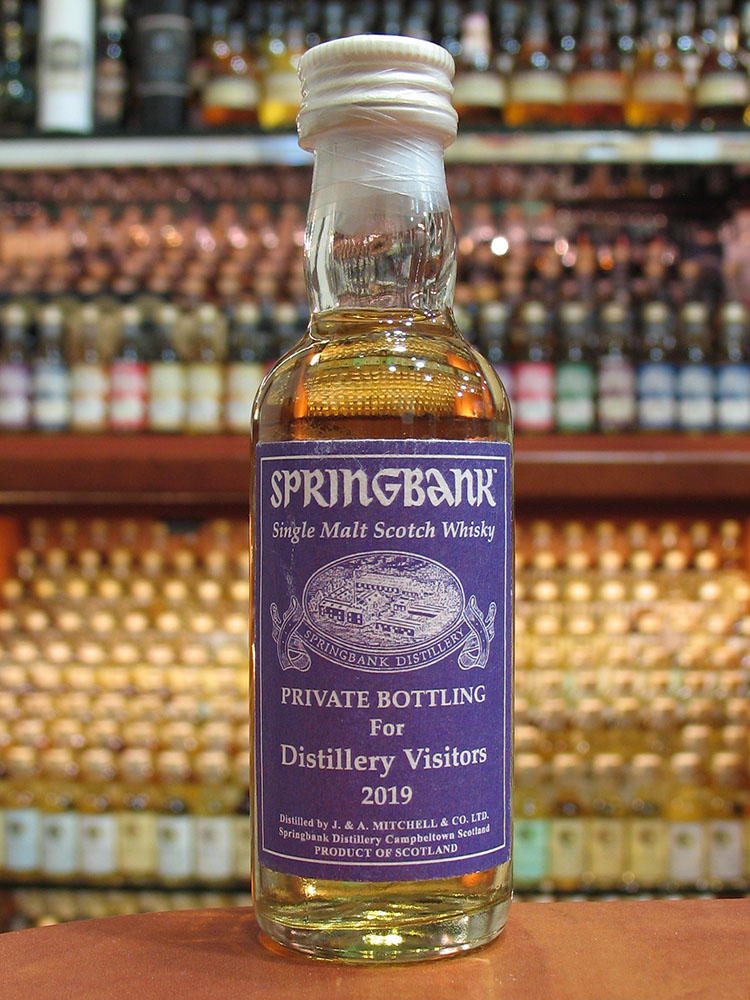 SPRINGBANK™
Single Malt Scotch Whisky
SPRINGBANK DISTILLERY
PRIVATE BOTTLING
For
Distillery Visitors
2019
Distilled by J. & A. MITCHELL & CO. LTD.
Springbank Distillery Campbeltown Scotland
PRODUCT OF SCOTLAND